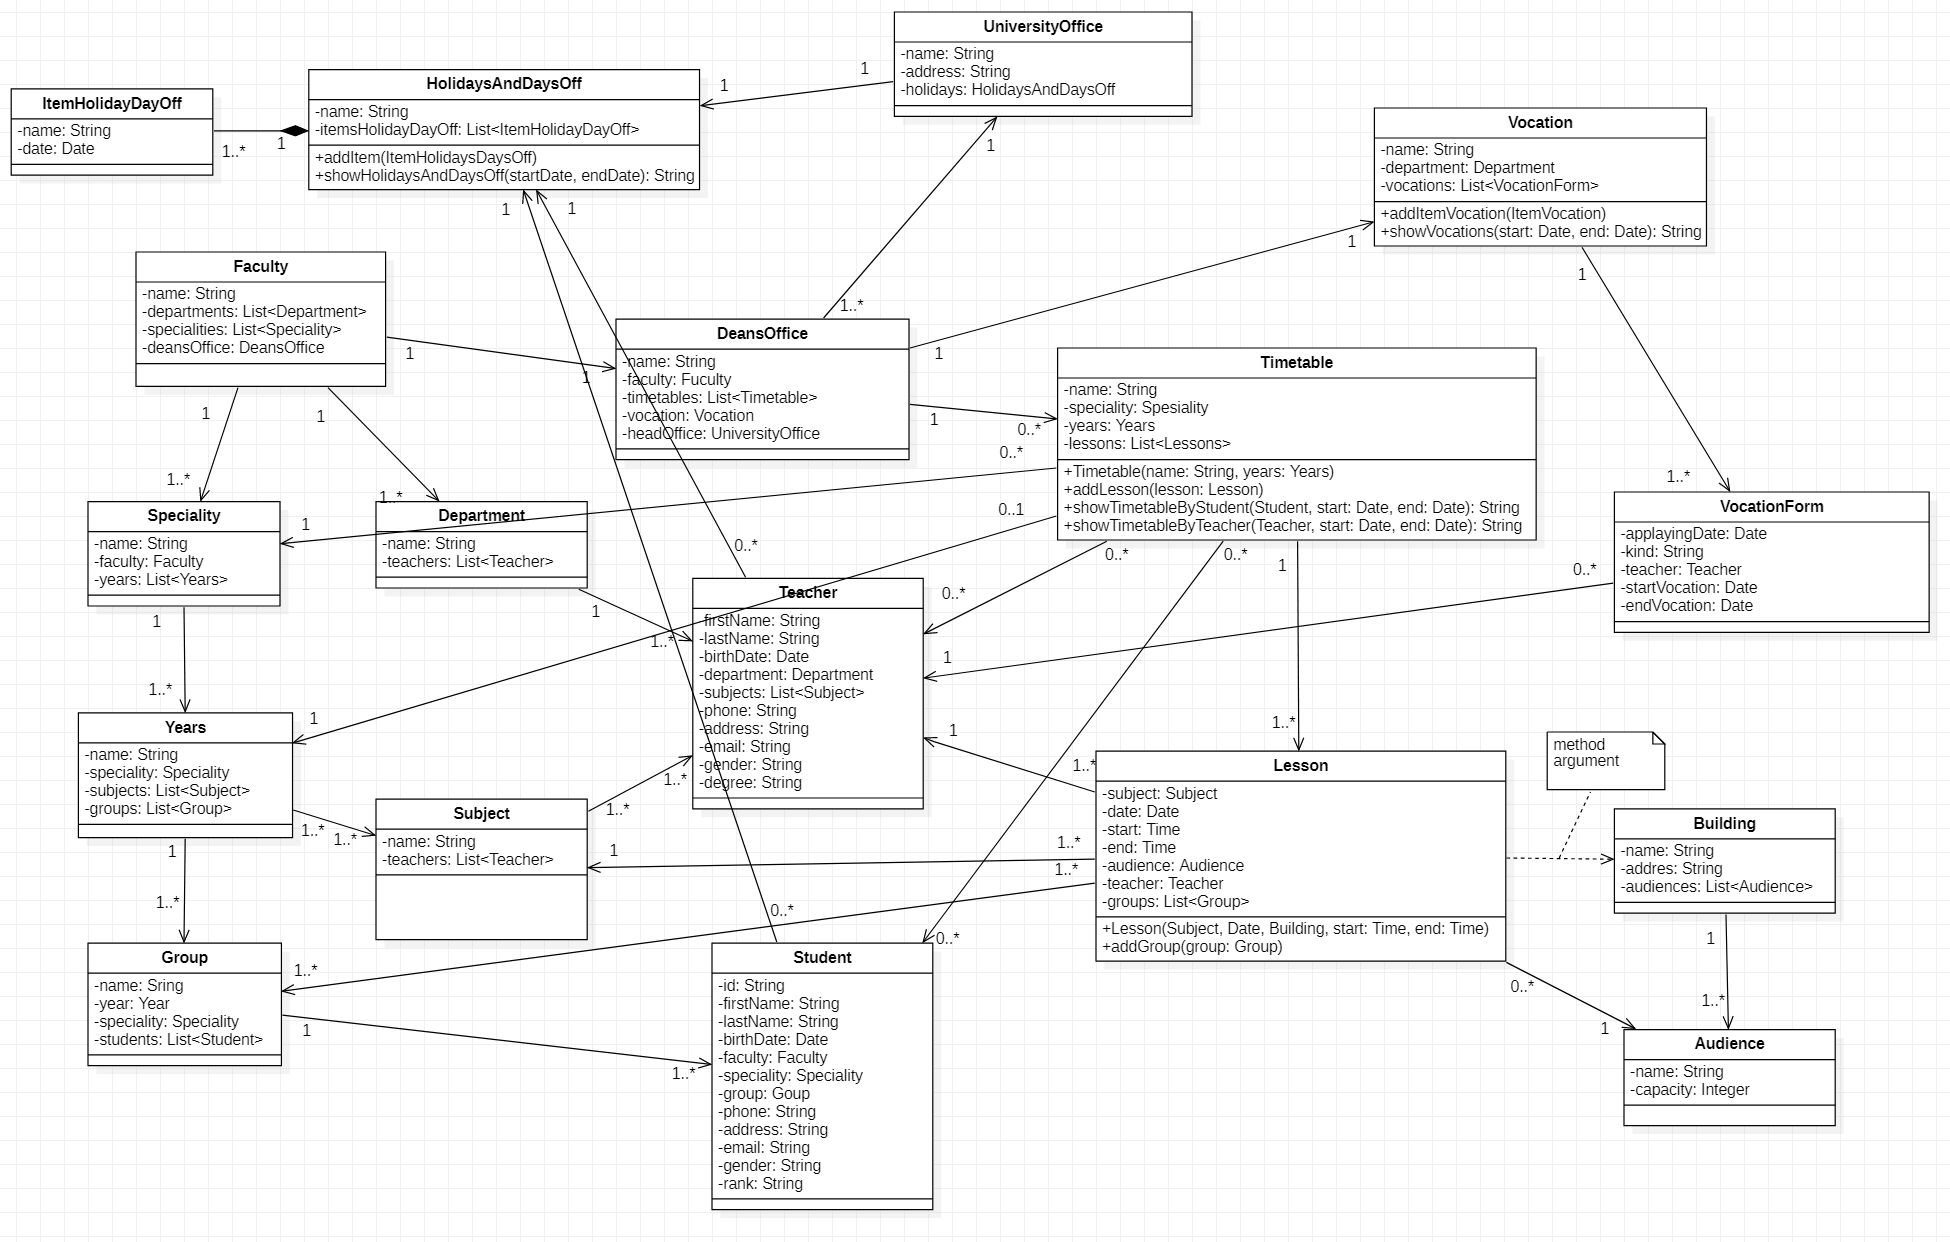 UniversityOffice
-name: String
-address: String
-holidays: HolidaysAndDaysOff
1
1
HolidaysAndDaysOff
-name: String
-itemsHolidayDayOff: List<ItemHolidayDayOff>
+addItem(ItemHolidaysDaysOff)
+showHolidaysAndDaysOff(startDate, endDate): String
ItemHolidayDayOff
-name: String
-date: Date
1..*
1
1
1
1
Vocation
-name: String
-department: Department
-vocations: List<VocationForm>
+addItemVocation(ItemVocation)
+showVocations(start: Date, end: Date): String
1
1
Faculty
-name: String
-departments: List<Department>
-specialities: List<Speciality>
-deansOffice: DeansOffice
1
1
1
1
1..*
DeansOffice
-name: String
-faculty: Fuculty
-timetables: List<Timetable>
-vocation: Vocation
-headOffice: UniversityOffice
1
1
0..*
0..*
Timetable
-name: String
-speciality: Spesiality
-years: Years
-lessons: List<Lessons>
+Timetable(name: String, years: Years)
+addLesson(lesson: Lesson)
+showTimetableByStudent(Student, start: Date, end: Date): String
+showTimetableByTeacher(Teacher, start: Date, end: Date): String
0..1
0..*
0..*
1
1..*
1..*
1..*
Speciality
-name: String
-faculty: Faculty
-years: List<Years>
1
1
1..*
Department
-name: String
-teachers: List<Teacher>
1
1..*
0..*
0..*
VocationForm
-applayingDate: Date
-kind: String
-teacher: Teacher
-startVocation: Date
-endVocation: Date
0..*
1
Teacher
-firstName: String
-lastName: String
-birthDate: Date
-department: Department
-subjects: List<Subject>
-phone: String
-address: String
-email: String
-gender: String
-degree: String
1
1..*
1..*
Years
-name: String
-speciality: Speciality
-subjects: List<Subject>
-groups: List<Group>
1
1..*
1..*
1
1..*
Subject
-name: String
-teachers: List<Teacher>
1..*
1..*
1
1..*
1..*
Lesson
-subject: Subject
-date: Date
-start: Time
-end: Time
-audience: Audience
-teacher: Teacher
-groups: List<Group>
+Lesson(Subject, Date, Building, start: Time, end: Time)
+addGroup(group: Group)
method
argument
Building
-name: String
-addres: String
-audiences: List<Audience>
1
1..*
0..*
1
Group
-name: Sring
-year: Year
-speciality: Speciality
-students: List<Student>
1..*
1
1..*
0..*
0..*
Student
-id: String
-firstName: String
-lastName: String
-birthDate: Date
-faculty: Faculty
-speciality: Speciality
-group: Goup
-phone: String
-address: String
-email: String
-gender: String
-rank: String
Audience
-name: String
-capacity: Integer